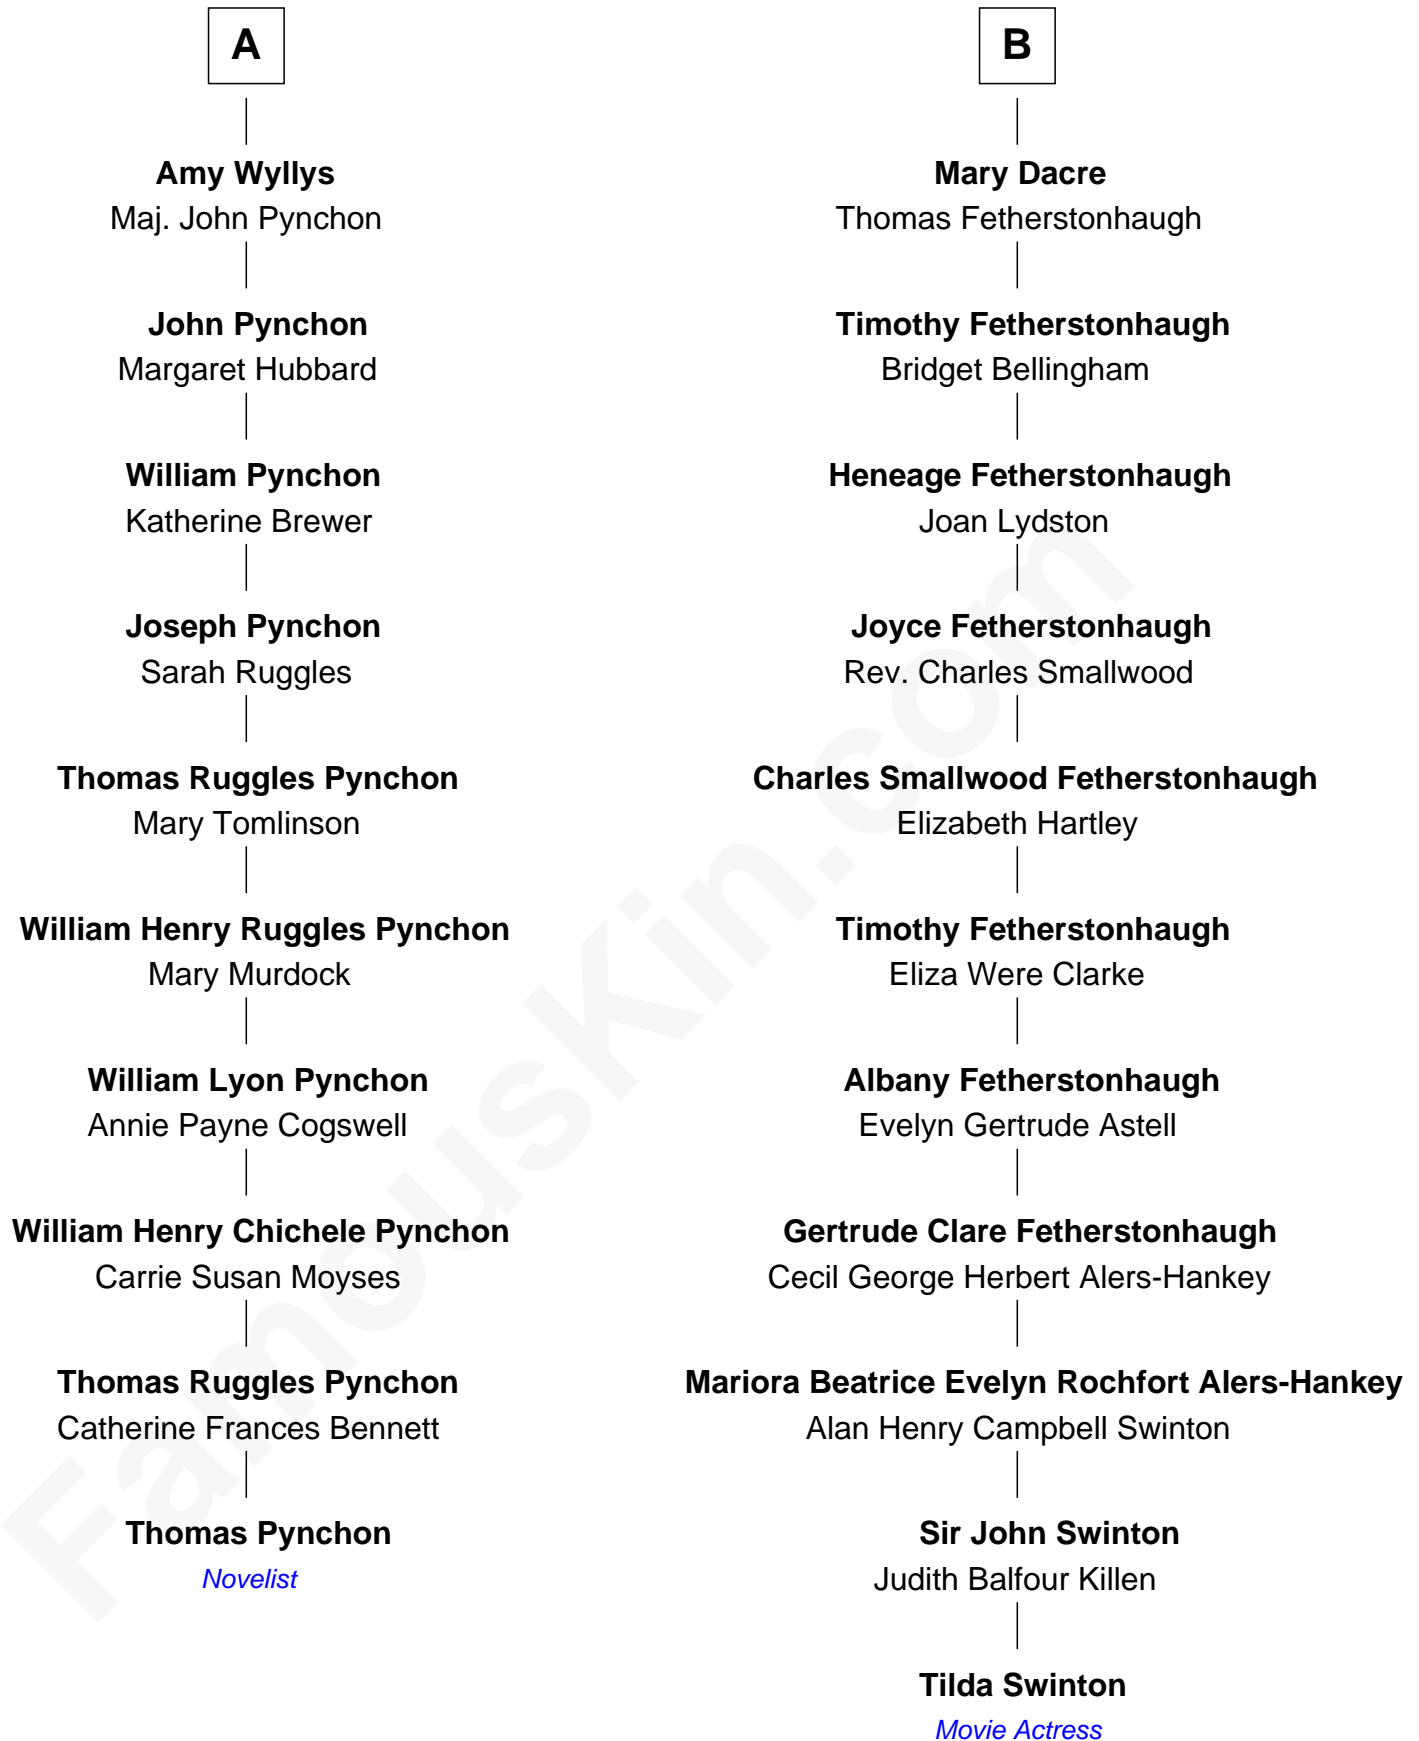 A
Amy Wyllys
Maj. John Pynchon
John Pynchon
Margaret Hubbard
William Pynchon
Katherine Brewer
Joseph Pynchon
Sarah Ruggles
Thomas Ruggles Pynchon
Mary Tomlinson
William Henry Ruggles Pynchon
Mary Murdock
William Lyon Pynchon
Annie Payne Cogswell
William Henry Chichele Pynchon
Carrie Susan Moyses
Thomas Ruggles Pynchon
Catherine Frances Bennett
Thomas Pynchon
Novelist
B
Mary Dacre
Thomas Fetherstonhaugh
Timothy Fetherstonhaugh
Bridget Bellingham
Heneage Fetherstonhaugh
Joan Lydston
Joyce Fetherstonhaugh
Rev. Charles Smallwood
Charles Smallwood Fetherstonhaugh
Elizabeth Hartley
Timothy Fetherstonhaugh
Eliza Were Clarke
Albany Fetherstonhaugh
Evelyn Gertrude Astell
Gertrude Clare Fetherstonhaugh
Cecil George Herbert Alers-Hankey
Mariora Beatrice Evelyn Rochfort Alers-Hankey
Alan Henry Campbell Swinton
Sir John Swinton
Judith Balfour Killen
Tilda Swinton
Movie Actress
FamousKin.com